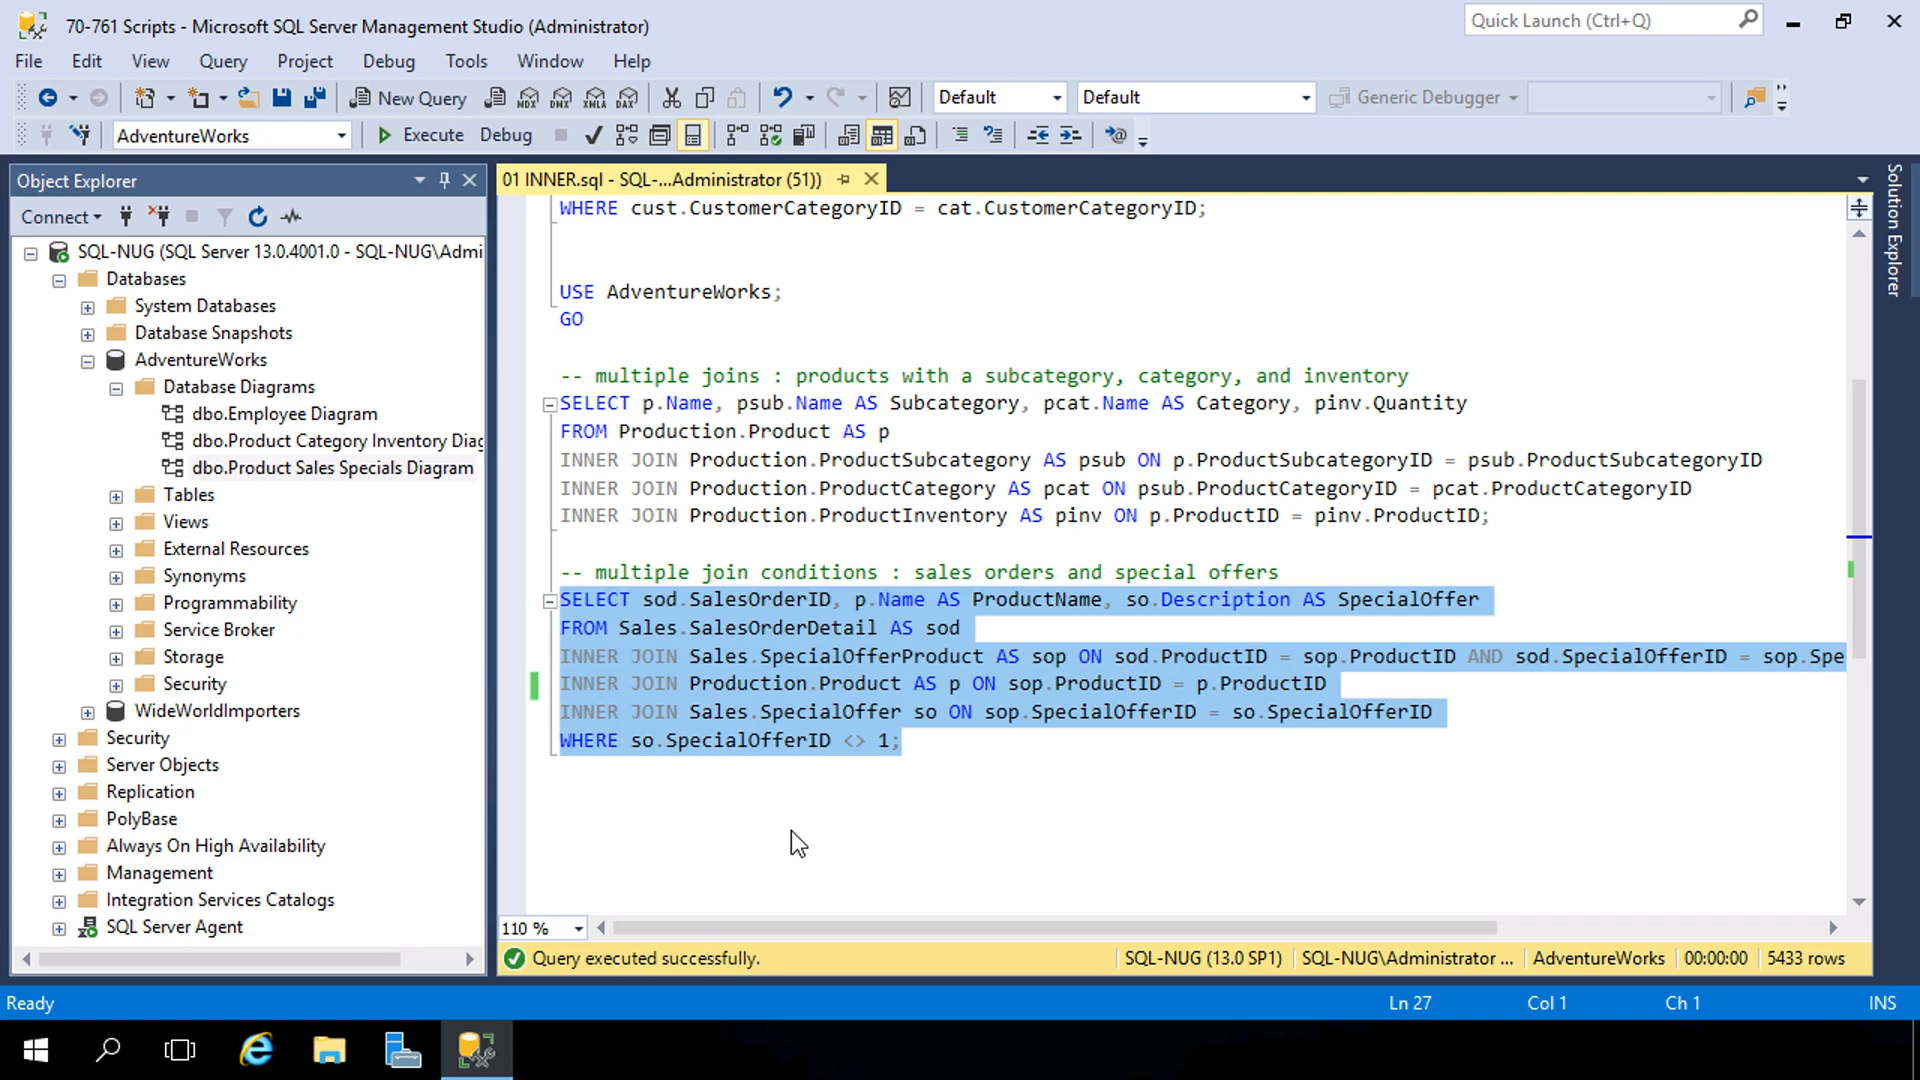 70-761 Scripts - Microsoft SQL Server Management Studio (Administrator)
Quick Launch (Ctrl+Q)
File Edit View Query Project Debug Tools Window Help
New Query MDX DMX XMLA DAX Default Default Generic Debugger
AdventureWorks Execute Debug
Object Explorer
01 INNER.sql - SQL-...Administrator (51))
Solution Explorer
Connect
SQL-NUG (SQL Server 13.0.4001.0 - SQL-NUG\Admi
Databases
System Databases
Database Snapshots
AdventureWorks
Database Diagrams
dbo.Employee Diagram
dbo.Product Category Inventory Diag
dbo.Product Sales Specials Diagram
Tables
Views
External Resources
Synonyms
Programmability
Service Broker
Storage
Security
WideWorldImporters
Security
Server Objects
Replication
PolyBase
Always On High Availability
Management
Integration Services Catalogs
SQL Server Agent
WHERE cust.CustomerCategoryID = cat.CustomerCategoryID;
USE AdventureWorks;
GO
-- multiple joins : products with a subcategory, category, and inventory
SELECT p.Name, psub.Name AS Subcategory, pcat.Name AS Category, pinv.Quantity
FROM Production.Product AS p
INNER JOIN Production.ProductSubcategory AS psub ON p.ProductSubcategoryID = psub.ProductSubcategoryID
INNER JOIN Production.ProductCategory AS pcat ON psub.ProductCategoryID = pcat.ProductCategoryID
INNER JOIN Production.ProductInventory AS pinv ON p.ProductID = pinv.ProductID;
-- multiple join conditions : sales orders and special offers
SELECT sod.SalesOrderID, p.Name AS ProductName, so.Description AS SpecialOffer
FROM Sales.SalesOrderDetail AS sod
INNER JOIN Sales.SpecialOfferProduct AS sop ON sod.ProductID = sop.ProductID AND sod.SpecialOfferID = sop.Spe
INNER JOIN Production.Product AS p ON sop.ProductID = p.ProductID
INNER JOIN Sales.SpecialOffer so ON sop.SpecialOfferID = so.SpecialOfferID
WHERE so.SpecialOfferID <> 1;
110 %
Query executed successfully. SQL-NUG (13.0 SP1) SQL-NUG\Administrator ... AdventureWorks 00:00:00 5433 rows
Ready Ln 27 Col 1 Ch 1 INS